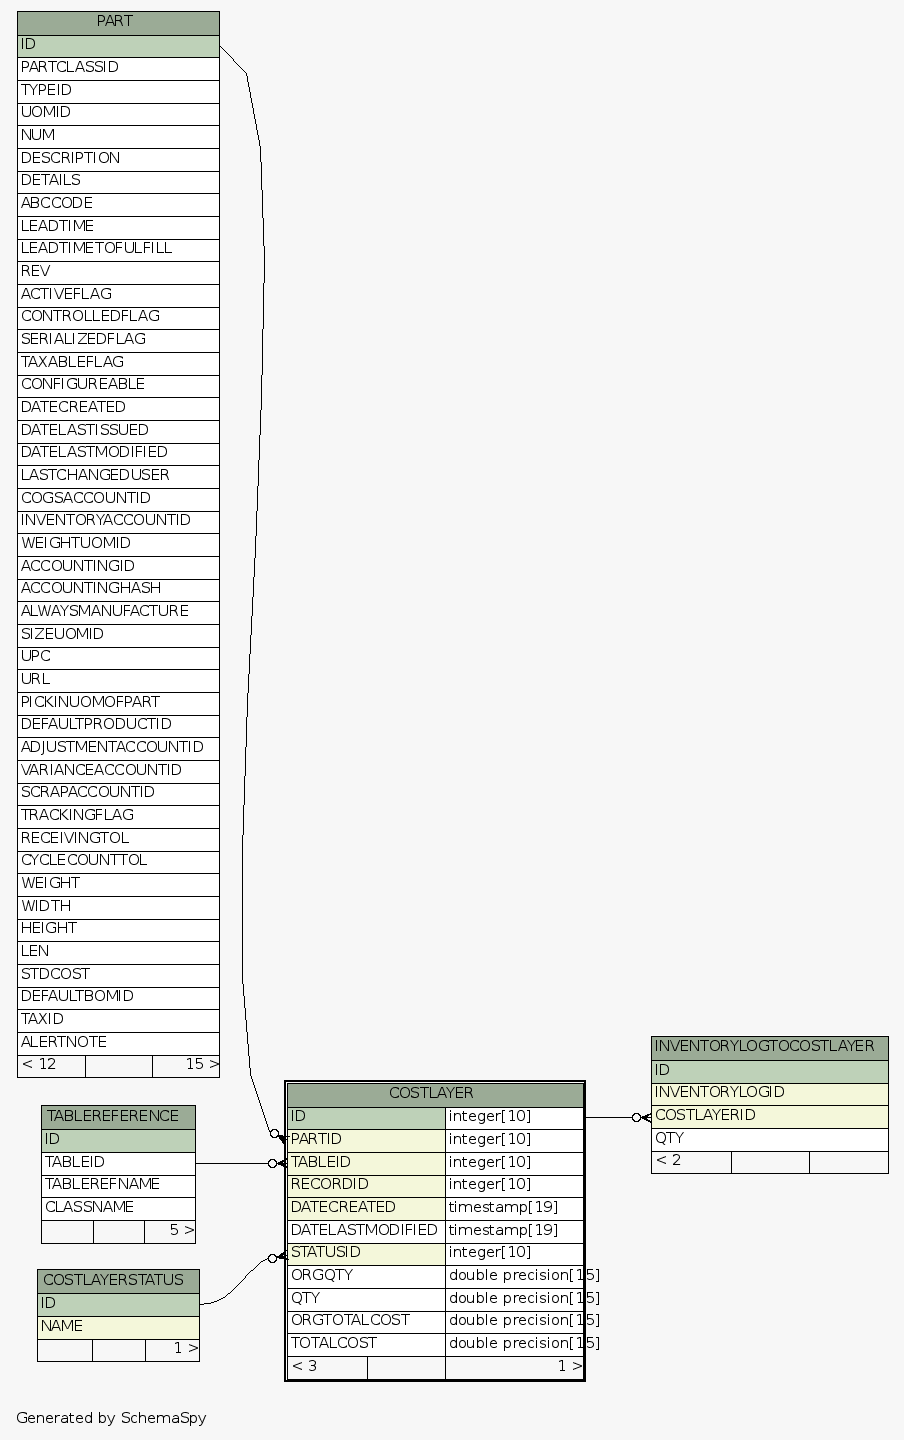 PART
ID
PARTCLASSID
TYPEID
UOMID
NUM
DESCRIPTION
DETAILS
ABCCODE
LEADTIME
LEADTIMETOFULFILL
REV
ACTIVEFLAG
CONTROLLEDFLAG
SERIALIZEDFLAG
TAXABLEFLAG
CONFIGUREABLE
DATECREATED
DATELASTISSUED
DATELASTMODIFIED
LASTCHANGEDUSER
COGSACCOUNTID
INVENTORYACCOUNTID
WEIGHTUOMID
ACCOUNTINGID
ACCOUNTINGHASH
ALWAYSMANUFACTURE
SIZEUOMID
UPC
URL
PICKINUOMOFPART
DEFAULTPRODUCTID
ADJUSTMENTACCOUNTID
VARIANCEACCOUNTID
SCRAPACCOUNTID
TRACKINGFLAG
RECEIVINGTOL
CYCLECOUNTTOL
WEIGHT
WIDTH
HEIGHT
LEN
STDCOST
DEFAULTBOMID
TAXID
ALERTNOTE
< 12 15 >
TABLEREFERENCE
ID
TABLEID
TABLEREFNAME
CLASSNAME
5 >
COSTLAYERSTATUS
ID
NAME
1 >
COSTLAYER
ID integer[10]
PARTID integer[10]
TABLEID integer[10]
RECORDID integer[10]
DATECREATED timestamp[19]
DATELASTMODIFIED timestamp[19]
STATUSID integer[10]
ORGQTY double precision[15]
QTY double precision[15]
ORGTOTALCOST double precision[15]
TOTALCOST double precision[15]
< 3 1 >
INVENTORYLOGTOCOSTLAYER
ID
INVENTORYLOGID
COSTLAYERID
QTY
< 2
Generated by SchemaSpy